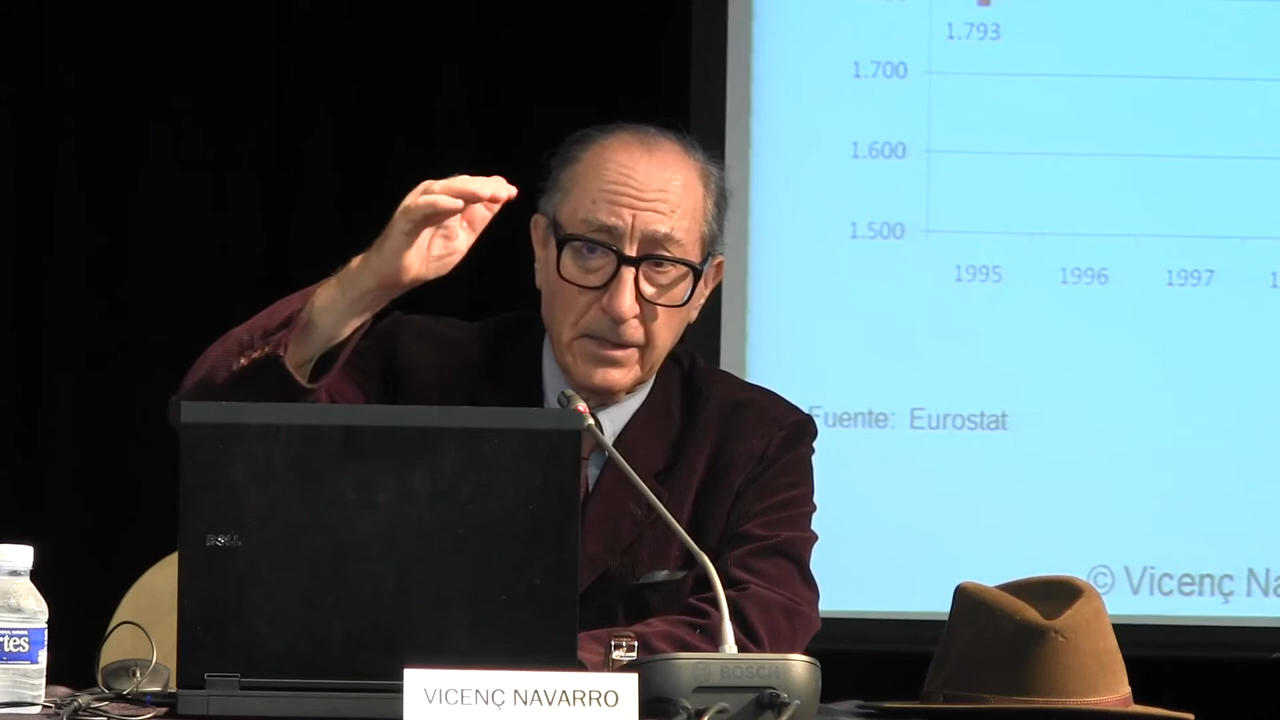 1.793
1.700
1.600
1.500
1995 1996 1997 1
Fuente: Eurostat
© Vicenç Na
DELL
rtes
BOSCH
VICENÇ NAVARRO